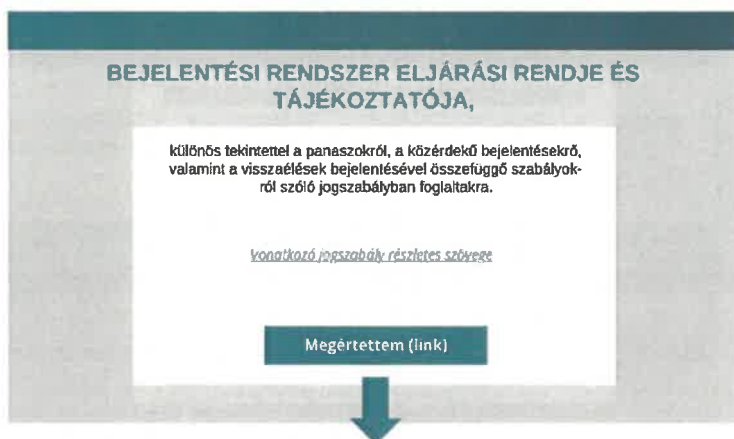 BEJELENTÉSI RENDSZER ELJÁRÁSI RENDJE ÉS
TÁJÉKOZTATÓJA,
különös tekintettel a panaszokról, a közérdekű bejelentésekrő,
valamint a visszaélések bejelentésével összefüggő szabályok-
ról szóló jogszabályban foglaltakra.
Vonatkozó jogszabály részletes szövege
Megértettem (link)